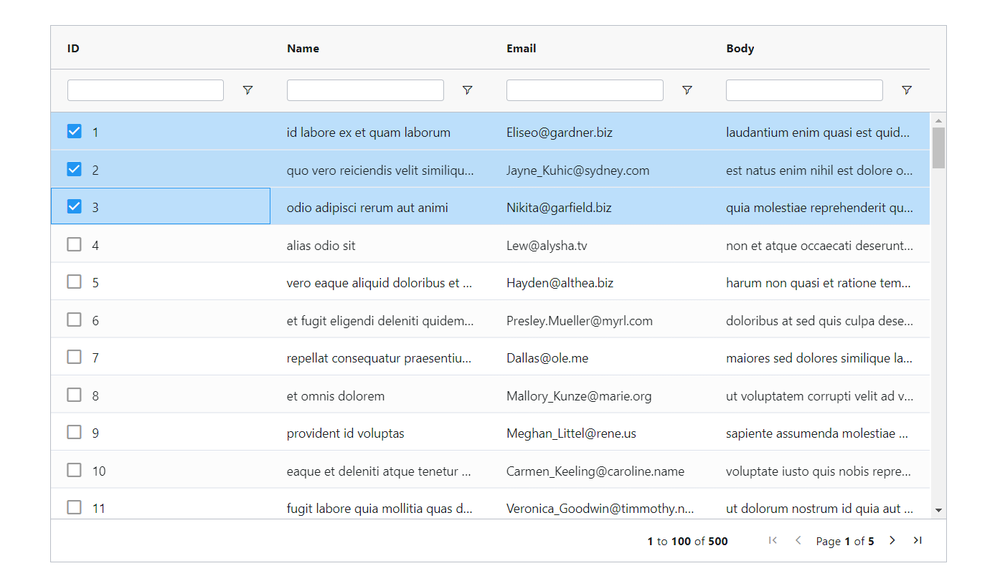 ID Name Email Body
1 id labore ex et quam laborum Eliseo@gardner.biz laudantium enim quasi est quid...
2 quo vero reiciendis velit similiqu... Jayne_Kuhic@sydney.com est natus enim nihil est dolore o...
3 odio adipisci rerum aut animi Nikita@garfield.biz quia molestiae reprehenderit qu...
4 alias odio sit Lew@alysha.tv non et atque occaecati deserunt...
5 vero eaque aliquid doloribus et ... Hayden@althea.biz harum non quasi et ratione tem...
6 et fugit eligendi deleniti quidem... Presley.Mueller@myrl.com doloribus at sed quis culpa dese...
7 repellat consequatur praesentiu... Dallas@ole.me maiores sed dolores similique la...
8 et omnis dolorem Mallory_Kunze@marie.org ut voluptatem corrupti velit ad v...
9 provident id voluptas Meghan_Littel@rene.us sapiente assumenda molestiae ...
10 eaque et deleniti atque tenetur ... Carmen_Keeling@caroline.name voluptate iusto quis nobis repre...
11 fugit labore quia mollitia quas d... Veronica_Goodwin@timmothy.n... ut dolorum nostrum id quia aut ...
1 to 100 of 500 Page 1 of 5